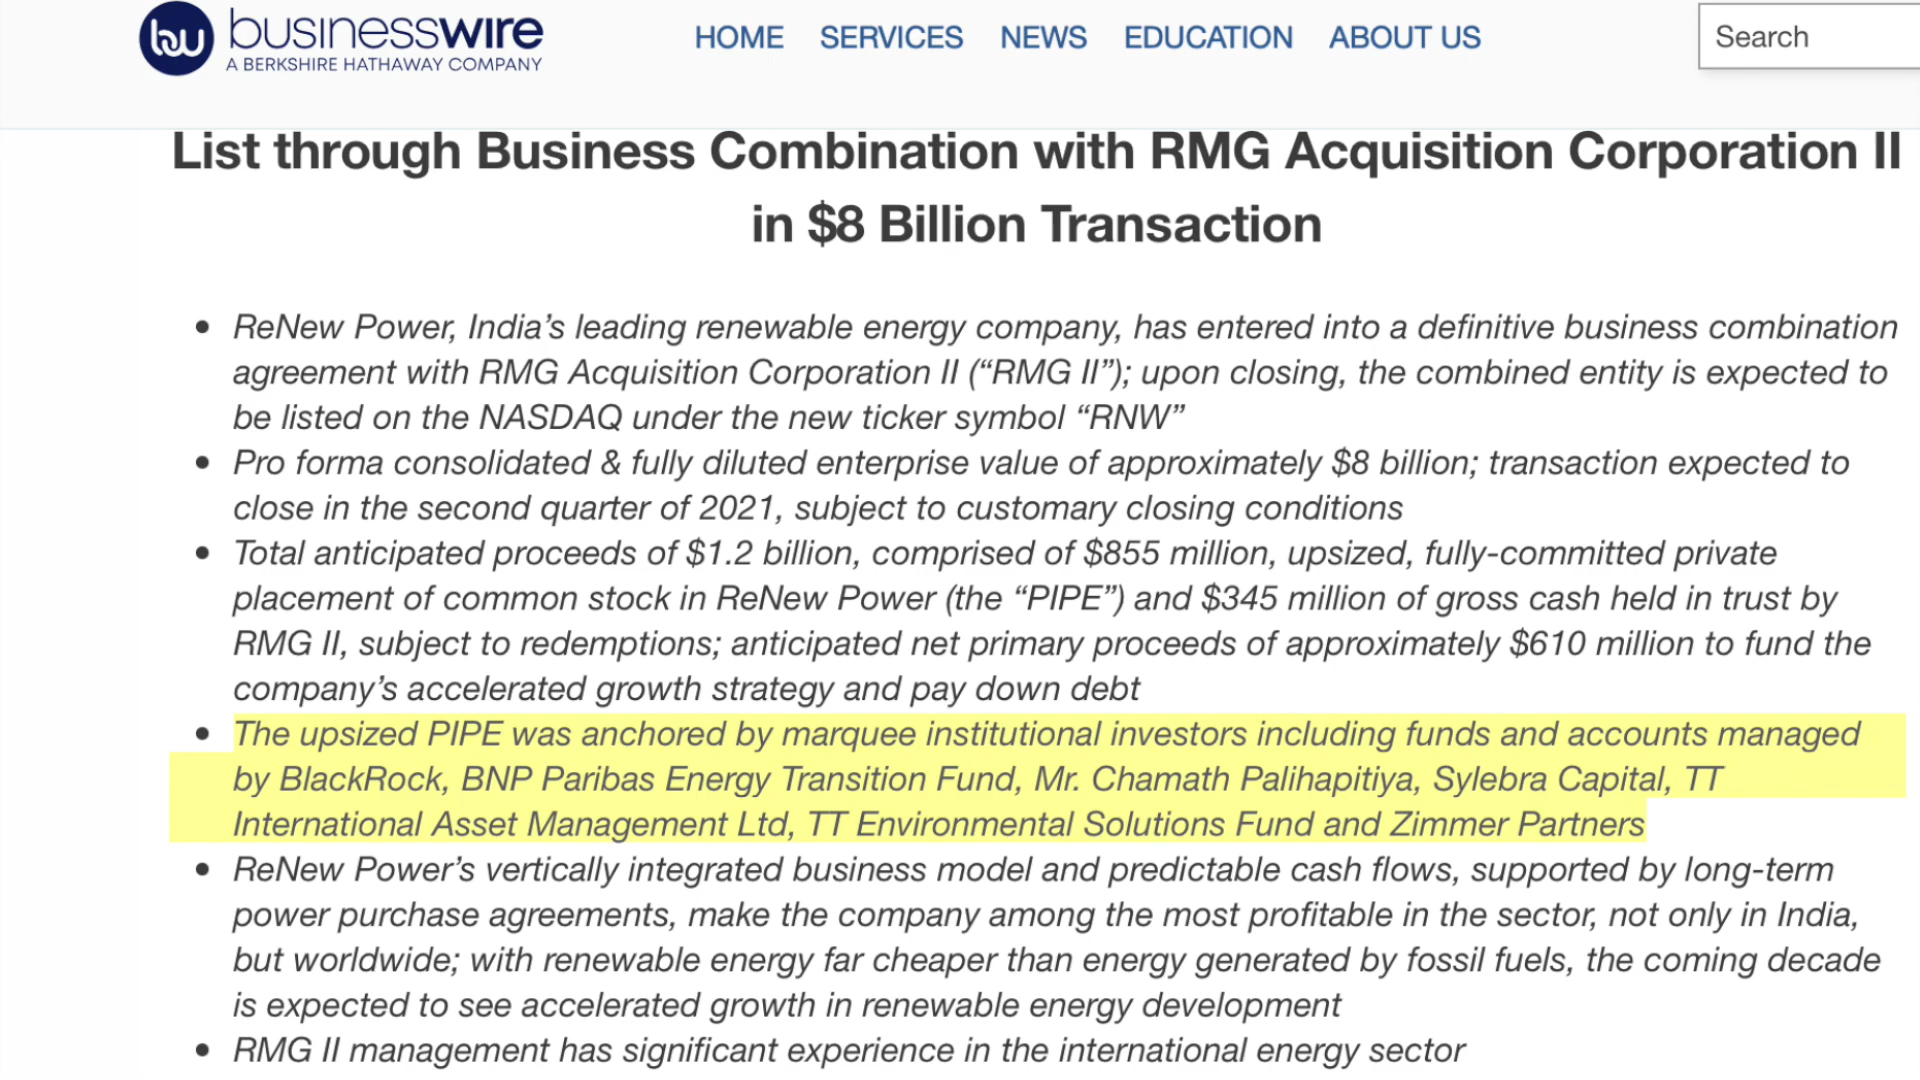 bw businesswire
A BERKSHIRE HATHAWAY COMPANY
HOME SERVICES NEWS EDUCATION ABOUT US
Search
List through Business Combination with RMG Acquisition Corporation II
in $8 Billion Transaction
• ReNew Power, India’s leading renewable energy company, has entered into a definitive business combination
agreement with RMG Acquisition Corporation II (“RMG II”); upon closing, the combined entity is expected to
be listed on the NASDAQ under the new ticker symbol “RNW”
• Pro forma consolidated & fully diluted enterprise value of approximately $8 billion; transaction expected to
close in the second quarter of 2021, subject to customary closing conditions
• Total anticipated proceeds of $1.2 billion, comprised of $855 million, upsized, fully-committed private
placement of common stock in ReNew Power (the “PIPE”) and $345 million of gross cash held in trust by
RMG II, subject to redemptions; anticipated net primary proceeds of approximately $610 million to fund the
company’s accelerated growth strategy and pay down debt
• The upsized PIPE was anchored by marquee institutional investors including funds and accounts managed
by BlackRock, BNP Paribas Energy Transition Fund, Mr. Chamath Palihapitiya, Sylebra Capital, TT
International Asset Management Ltd, TT Environmental Solutions Fund and Zimmer Partners
• ReNew Power’s vertically integrated business model and predictable cash flows, supported by long-term
power purchase agreements, make the company among the most profitable in the sector, not only in India,
but worldwide; with renewable energy far cheaper than energy generated by fossil fuels, the coming decade
is expected to see accelerated growth in renewable energy development
• RMG II management has significant experience in the international energy sector